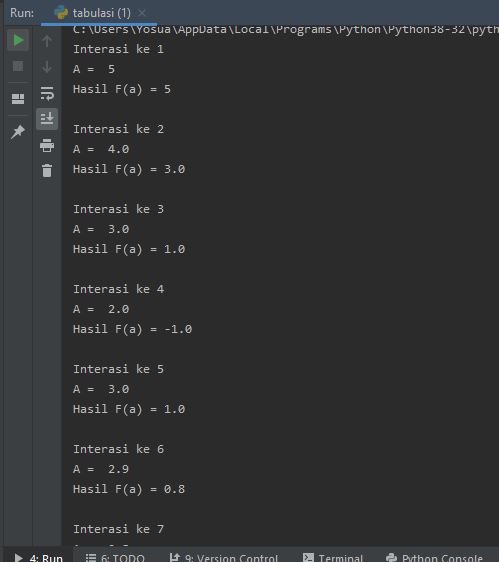 Run:
tabulasi (1)
C:\Users\Yosua\AppData\Local\Programs\Python\Python38-32\pyth
Interasi ke 1
A =  5
Hasil F(a) = 5
Interasi ke 2
A =  4.0
Hasil F(a) = 3.0
Interasi ke 3
A =  3.0
Hasil F(a) = 1.0
Interasi ke 4
A =  2.0
Hasil F(a) = -1.0
Interasi ke 5
A =  3.0
Hasil F(a) = 1.0
Interasi ke 6
A =  2.9
Hasil F(a) = 0.8
Interasi ke 7
4: Run
6: TODO
9: Version Control
Terminal
Python Console